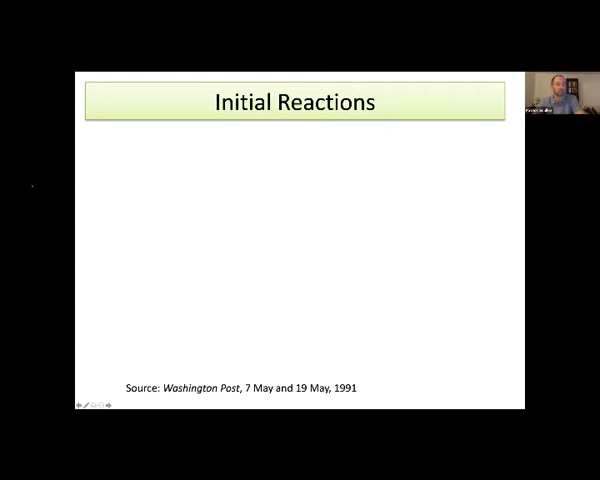 Initial Reactions
Source: Washington Post, 7 May and 19 May, 1991